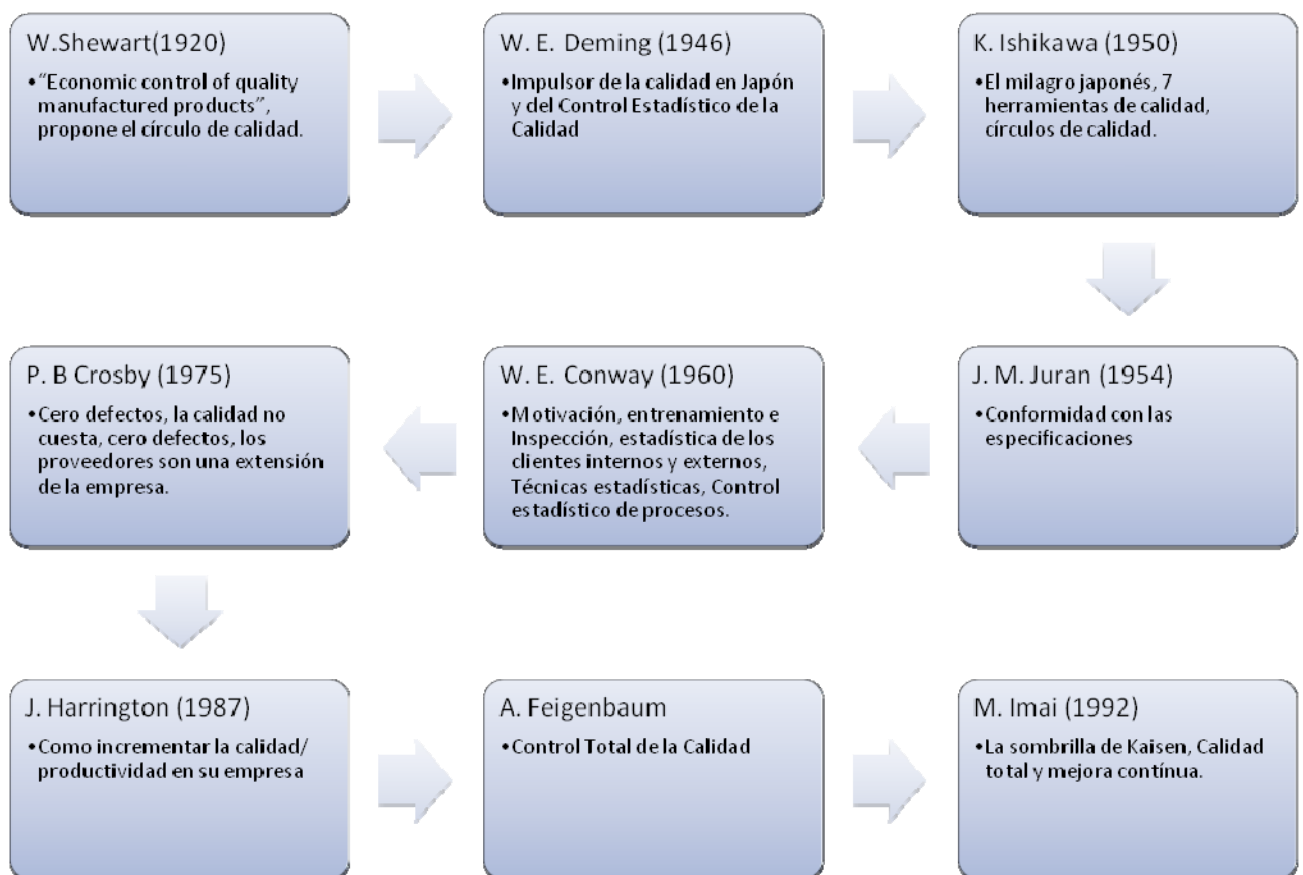 W.Shewart(1920)
•"Economic control of quality
manufactured products",
propone el círculo de calidad.
W. E. Deming (1946)
•Impulsor de la calidad en Japón
y del Control Estadístico de la
Calidad
K. Ishikawa (1950)
•El milagro japonés, 7
herramientas de calidad,
círculos de calidad.
J. M. Juran (1954)
•Conformidad con las
especificaciones
W. E. Conway (1960)
•Motivación, entrenamiento e
Inspección, estadística de los
clientes internos y externos,
Técnicas estadísticas, Control
estadístico de procesos.
P. B Crosby (1975)
•Cero defectos, la calidad no
cuesta, cero defectos, los
proveedores son una extensión
de la empresa.
J. Harrington (1987)
•Como incrementar la calidad/
productividad en su empresa
A. Feigenbaum
•Control Total de la Calidad
M. Imai (1992)
•La sombrilla de Kaisen, Calidad
total y mejora contínua.